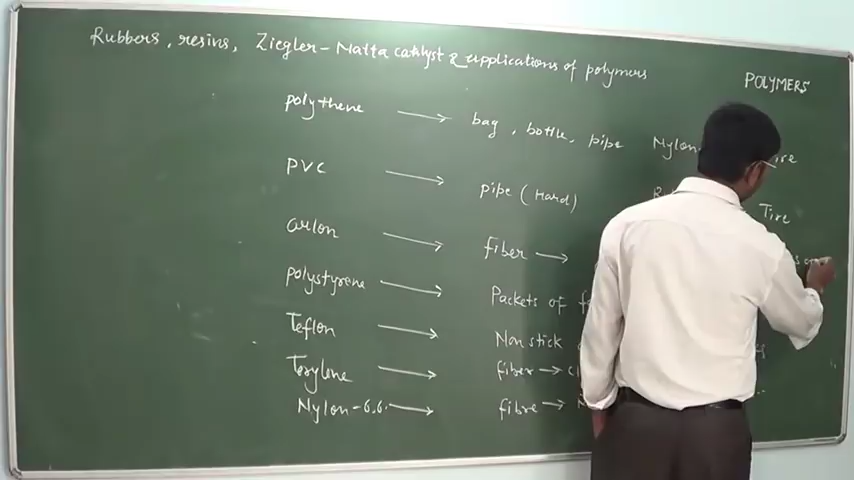 Rubbers, resins, Ziegler-Natta catalyst & applications of polymers
POLYMERS
polythene → bag, bottle, pipe
PVC → pipe (Hard)
arlon → fiber →
polystyrene → Packets of
Teflon → Non stick
Terylene → fiber →
Nylon-6.6. → fibre →
Nylon
Tire